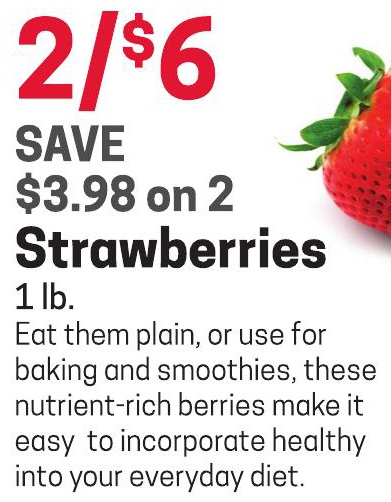 2/$6
SAVE
$3.98 on 2
Strawberries
1 lb.
Eat them plain, or use for
baking and smoothies, these
nutrient-rich berries make it
easy  to incorporate healthy
into your everyday diet.